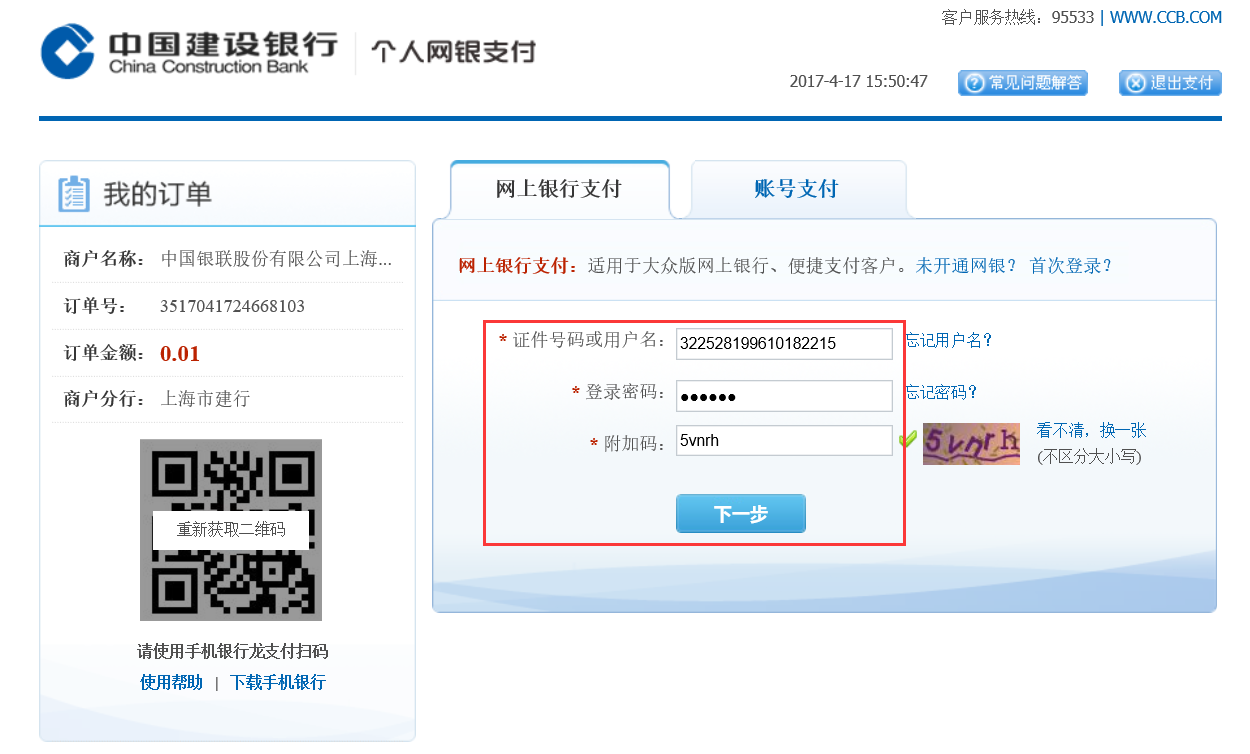 客户服务热线：95533 | WWW.CCB.COM
中国建设银行
China Construction Bank
个人网银支付
2017-4-17 15:50:47
常见问题解答
退出支付
我的订单
商户名称： 中国银联股份有限公司上海...
订单号： 3517041724668103
订单金额： 0.01
商户分行： 上海市建行
重新获取二维码
请使用手机银行龙支付扫码
使用帮助 | 下载手机银行
网上银行支付
账号支付
网上银行支付：适用于大众版网上银行、便捷支付客户。未开通网银？ 首次登录？
* 证件号码或用户名： 322528199610182215 忘记用户名？
* 登录密码： ●●●●●● 忘记密码？
* 附加码： 5vnrh 5vnrh 看不清，换一张
(不区分大小写)
下一步